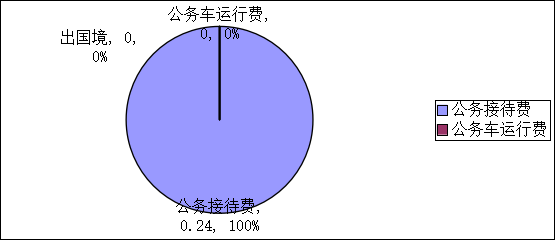 公务车运行费,
0, 0%
出国境, 0,
0%
公务接待费
公务车运行费
公务接待费,
0.24, 100%